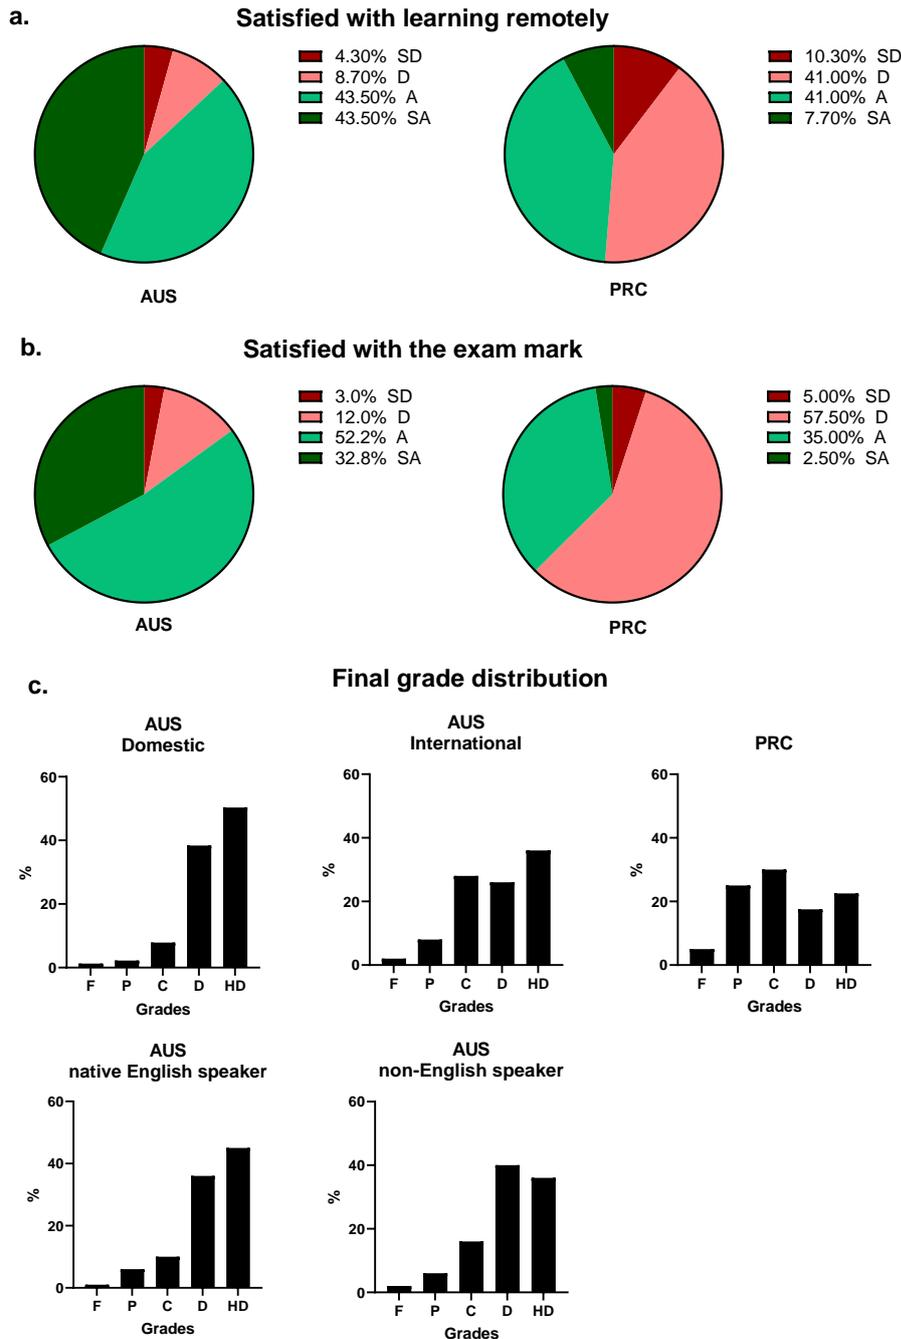 a.
Satisfied with learning remotely
4.30% SD
8.70% D
43.50% A
43.50% SA
AUS
10.30% SD
41.00% D
41.00% A
7.70% SA
PRC
b.
Satisfied with the exam mark
3.0% SD
12.0% D
52.2% A
32.8% SA
AUS
5.00% SD
57.50% D
35.00% A
2.50% SA
PRC
c.
Final grade distribution
AUS
Domestic
60
40
20
0
%
F P C D HD
Grades
AUS
International
60
40
20
0
%
F P C D HD
Grades
PRC
60
40
20
0
%
F P C D HD
Grades
AUS
native English speaker
60
40
20
0
%
F P C D HD
Grades
AUS
non-English speaker
60
40
20
0
%
F P C D HD
Grades